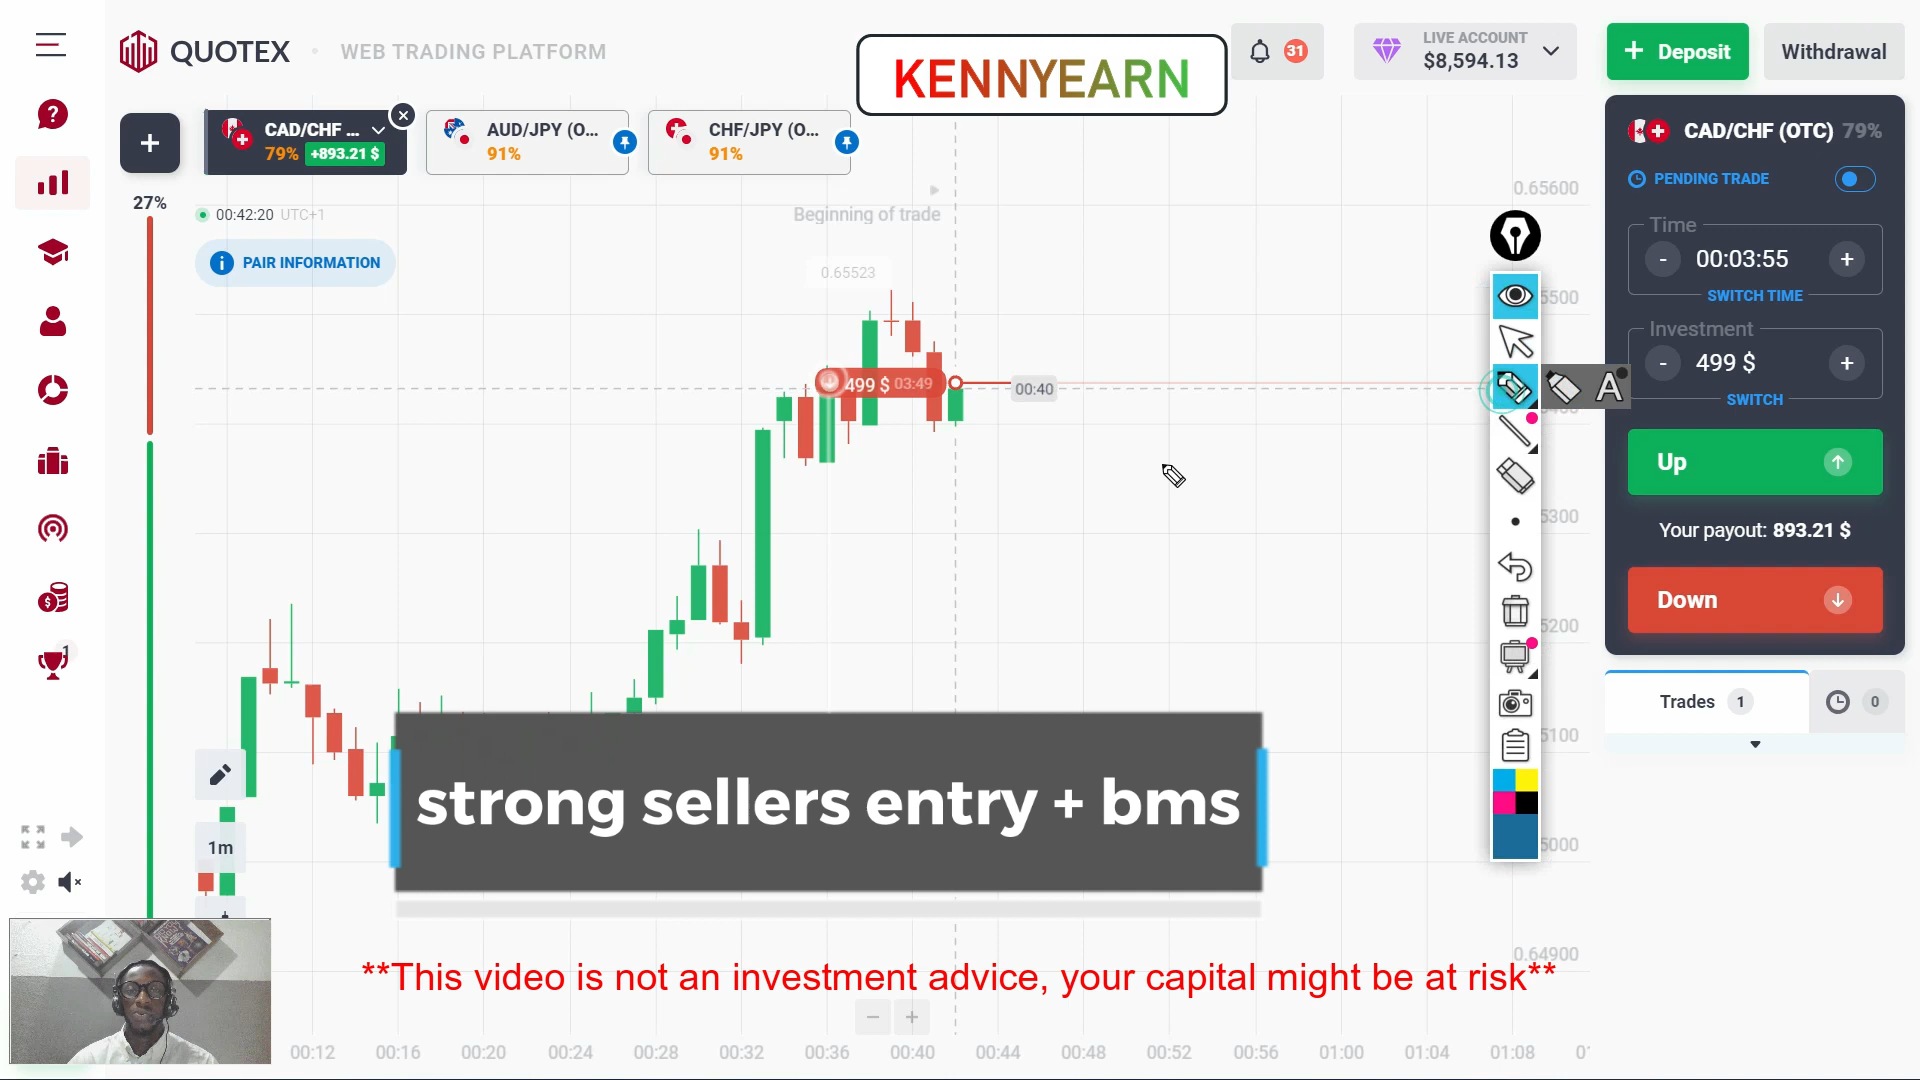 QUOTEX
WEB TRADING PLATFORM
KENNYEARN
31
LIVE ACCOUNT
$8,594.13
+ Deposit
Withdrawal
+
CAD/CHF ...
79% +893.21 $
AUD/JPY (O...
91%
CHF/JPY (O...
91%
27%
00:42:20 UTC+1
PAIR INFORMATION
Beginning of trade
0.65523
499 $ 03:49
00:40
0.65600
5500
5300
5200
5100
5000
0.64900
A
CAD/CHF (OTC) 79%
PENDING TRADE
Time
- 00:03:55 +
SWITCH TIME
Investment
- 499 $ +
SWITCH
Up
Your payout: 893.21 $
Down
Trades 1
0
1
1m
strong sellers entry + bms
**This video is not an investment advice, your capital might be at risk**
− +
00:12 00:16 00:20 00:24 00:28 00:32 00:36 00:40 00:44 00:48 00:52 00:56 01:00 01:04 01:08